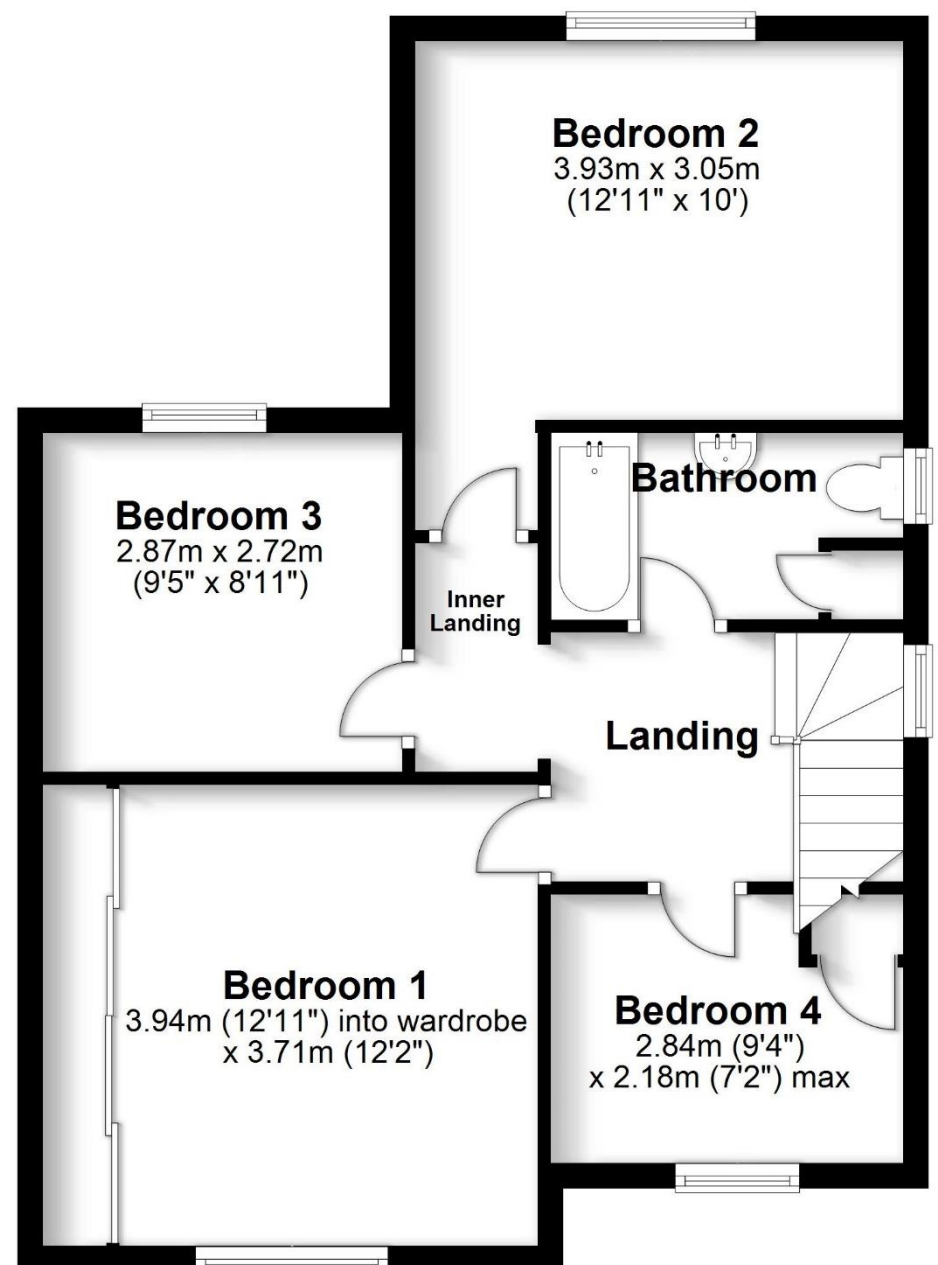 Bedroom 2
3.93m x 3.05m
(12'11" x 10')
Bathroom
Bedroom 3
2.87m x 2.72m
(9'5" x 8'11")
Inner
Landing
Landing
Bedroom 1
3.94m (12'11") into wardrobe
x 3.71m (12'2")
Bedroom 4
2.84m (9'4")
x 2.18m (7'2") max